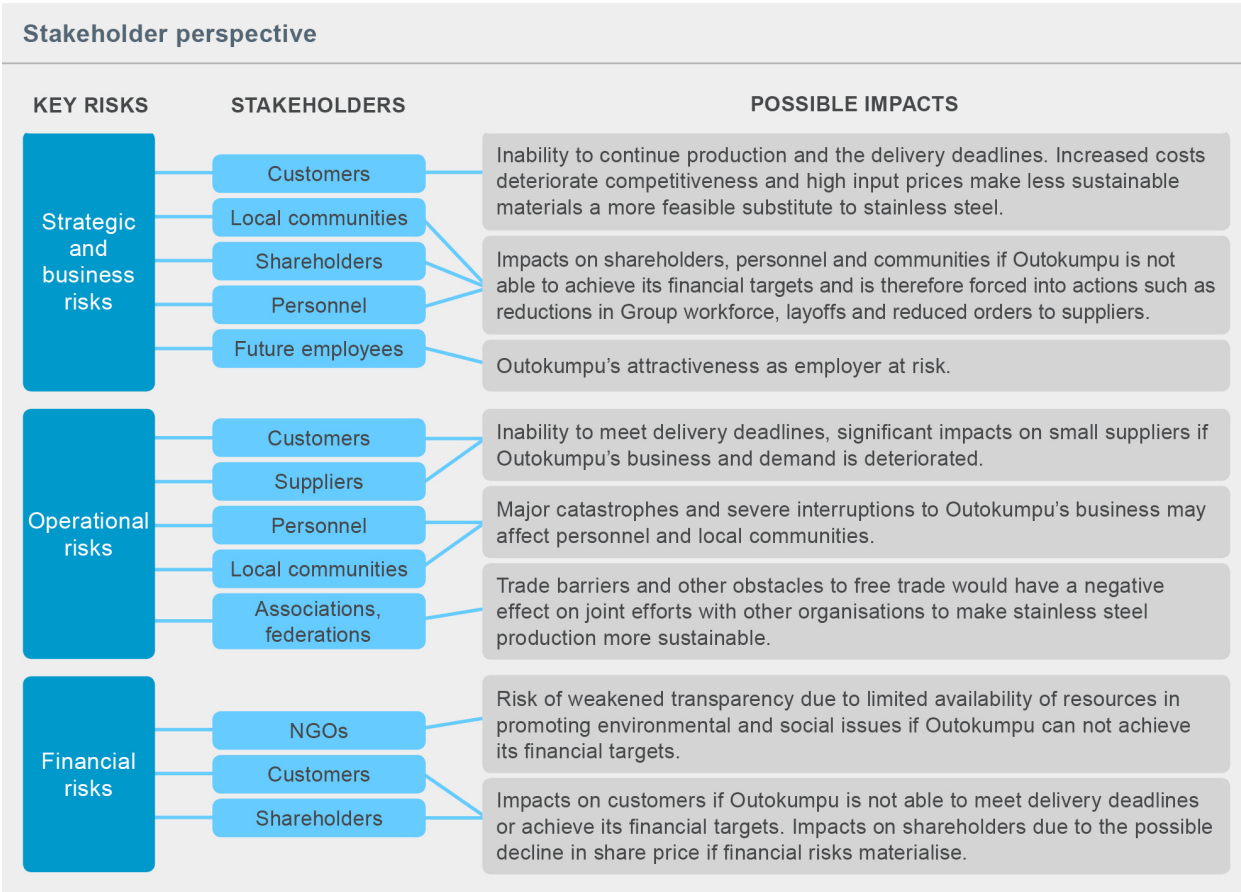 Stakeholder perspective
KEY RISKS
STAKEHOLDERS
POSSIBLE IMPACTS
Strategic
and
business
risks
Customers
Local communities
Shareholders
Personnel
Future employees
Inability to continue production and the delivery deadlines. Increased costs
deteriorate competitiveness and high input prices make less sustainable
materials a more feasible substitute to stainless steel.
Impacts on shareholders, personnel and communities if Outokumpu is not
able to achieve its financial targets and is therefore forced into actions such as
reductions in Group workforce, layoffs and reduced orders to suppliers.
Outokumpu’s attractiveness as employer at risk.
Operational
risks
Customers
Suppliers
Personnel
Local communities
Associations,
federations
Inability to meet delivery deadlines, significant impacts on small suppliers if
Outokumpu’s business and demand is deteriorated.
Major catastrophes and severe interruptions to Outokumpu’s business may
affect personnel and local communities.
Trade barriers and other obstacles to free trade would have a negative
effect on joint efforts with other organisations to make stainless steel
production more sustainable.
Financial
risks
NGOs
Customers
Shareholders
Risk of weakened transparency due to limited availability of resources in
promoting environmental and social issues if Outokumpu can not achieve
its financial targets.
Impacts on customers if Outokumpu is not able to meet delivery deadlines
or achieve its financial targets. Impacts on shareholders due to the possible
decline in share price if financial risks materialise.